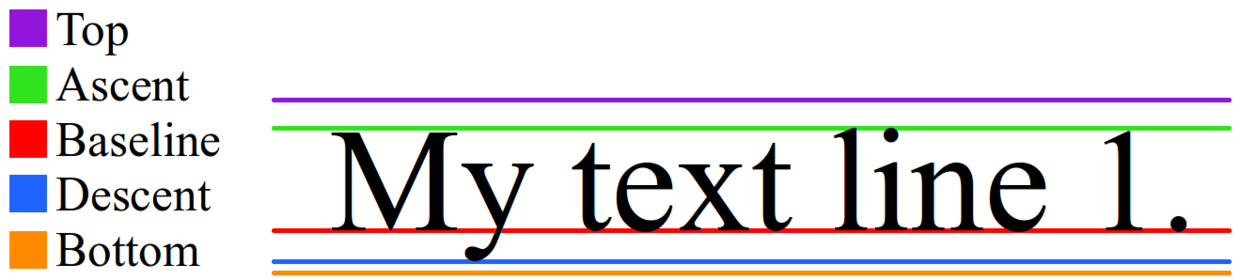 Top
Ascent
Baseline
Descent
Bottom
My text line 1.